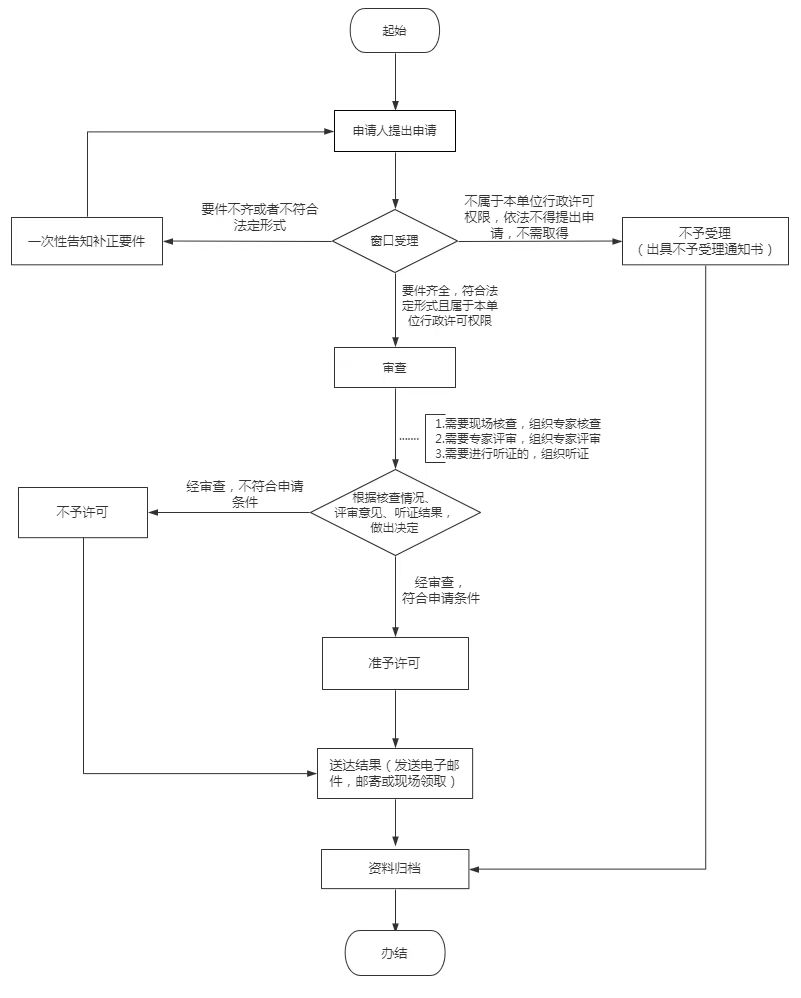 起始
申请人提出申请
要件不齐或者不符合
法定形式
不属于本单位行政许可
权限，依法不得提出申
请，不需取得
一次性告知补正要件
窗口受理
不予受理
（出具不予受理通知书）
要件齐全，符合法
定形式且属于本单
位行政许可权限
审查
.......
1.需要现场核查，组织专家核查
2.需要专家评审，组织专家评审
3.需要进行听证的，组织听证
经审查，不符合申请
条件
不予许可
根据核查情况、
评审意见、听证结果，
做出决定
经审查，
符合申请条件
准予许可
送达结果（发送电子邮
件，邮寄或现场领取）
资料归档
办结